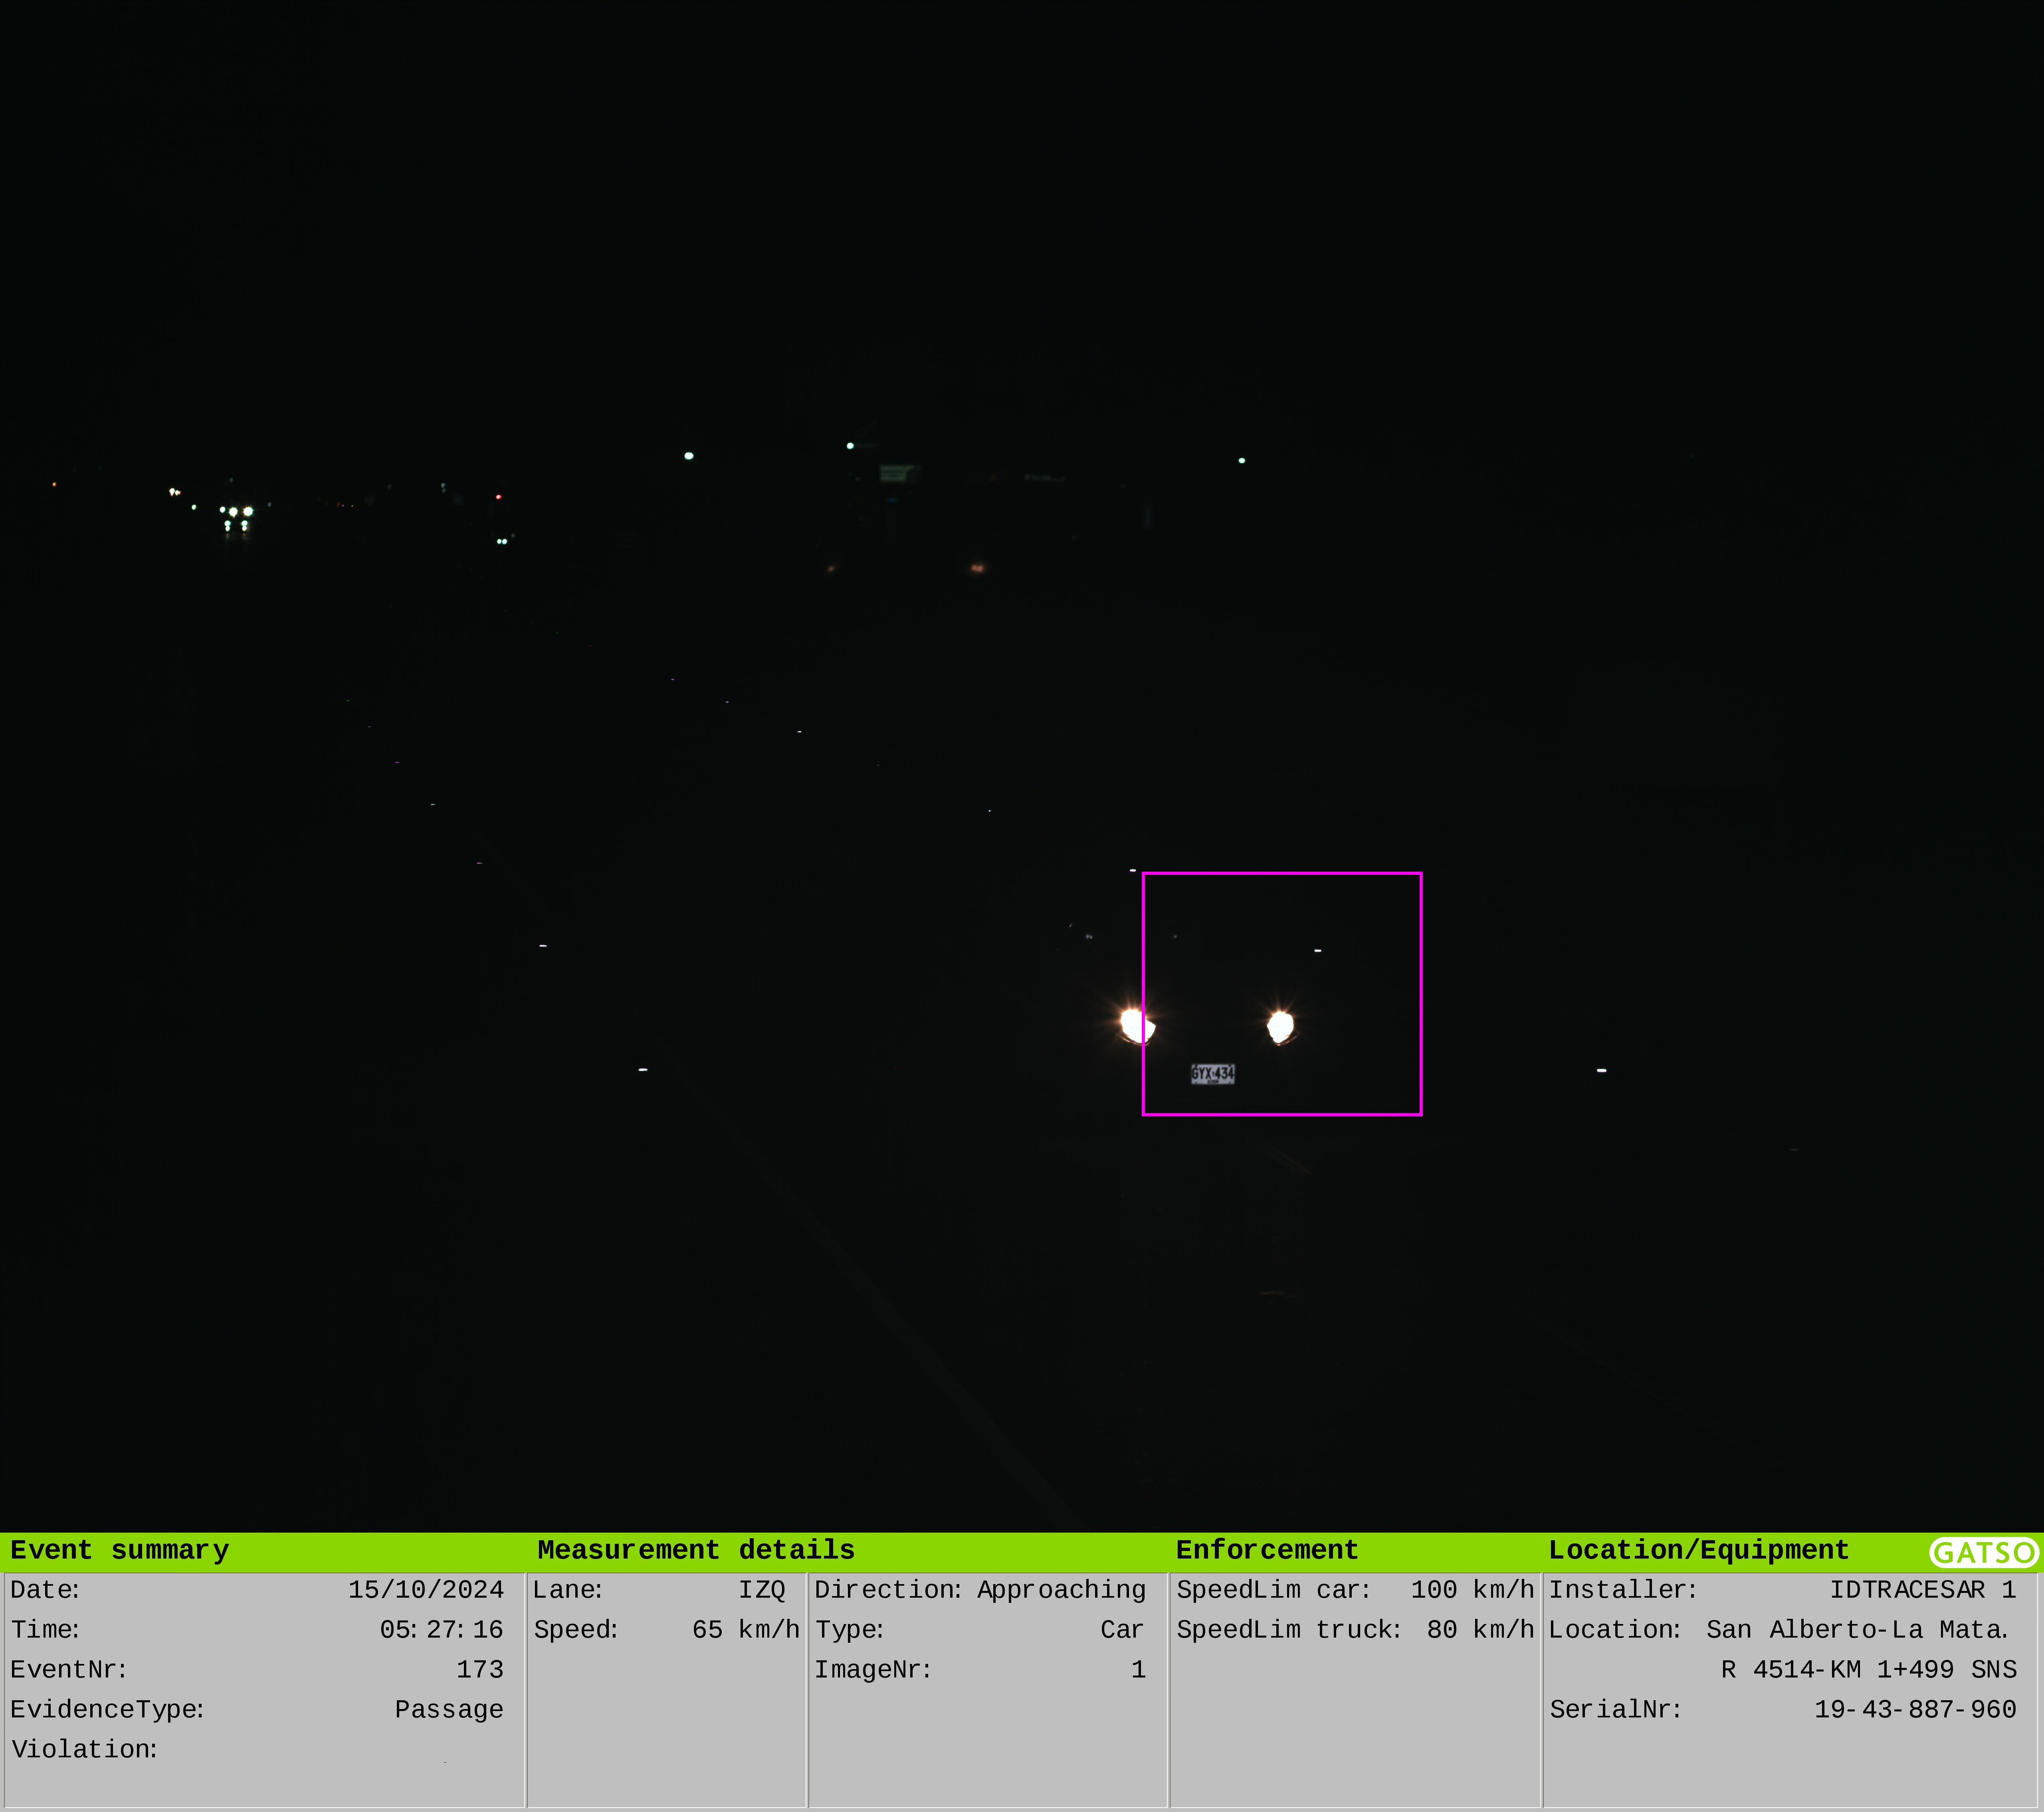 GYX·434
Event summary
Date: 15/10/2024
Time: 05:27:16
EventNr: 173
EvidenceType: Passage
Violation: -
Measurement details
Lane: IZQ
Speed: 65 km/h
Direction: Approaching
Type: Car
ImageNr: 1
Enforcement
SpeedLim car: 100 km/h
SpeedLim truck: 80 km/h
Location/Equipment
GATSO
Installer: IDTRACESAR 1
Location: San Alberto-La Mata.
R 4514-KM 1+499 SNS
SerialNr: 19-43-887-960